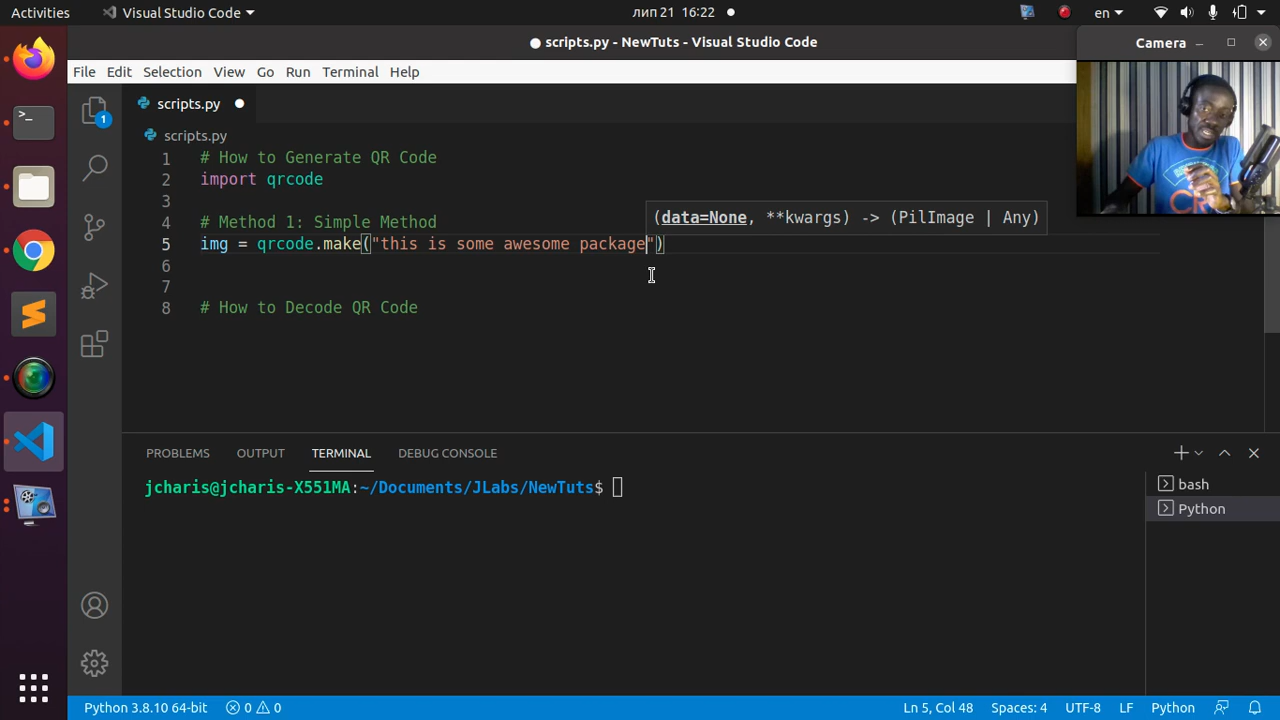 Activities
Visual Studio Code
лип 21 16:22
en
scripts.py - NewTuts - Visual Studio Code
Camera
File Edit Selection View Go Run Terminal Help
1
scripts.py
scripts.py
1 # How to Generate QR Code
2 import qrcode
3
4 # Method 1: Simple Method
(data=None, **kwargs) -> (PilImage | Any)
5 img = qrcode.make("this is some awesome package")
6
7
8 # How to Decode QR Code
PROBLEMS OUTPUT TERMINAL DEBUG CONSOLE
jcharis@jcharis-X551MA:~/Documents/JLabs/NewTuts$
bash
Python
Python 3.8.10 64-bit 0 0 Ln 5, Col 48 Spaces: 4 UTF-8 LF Python